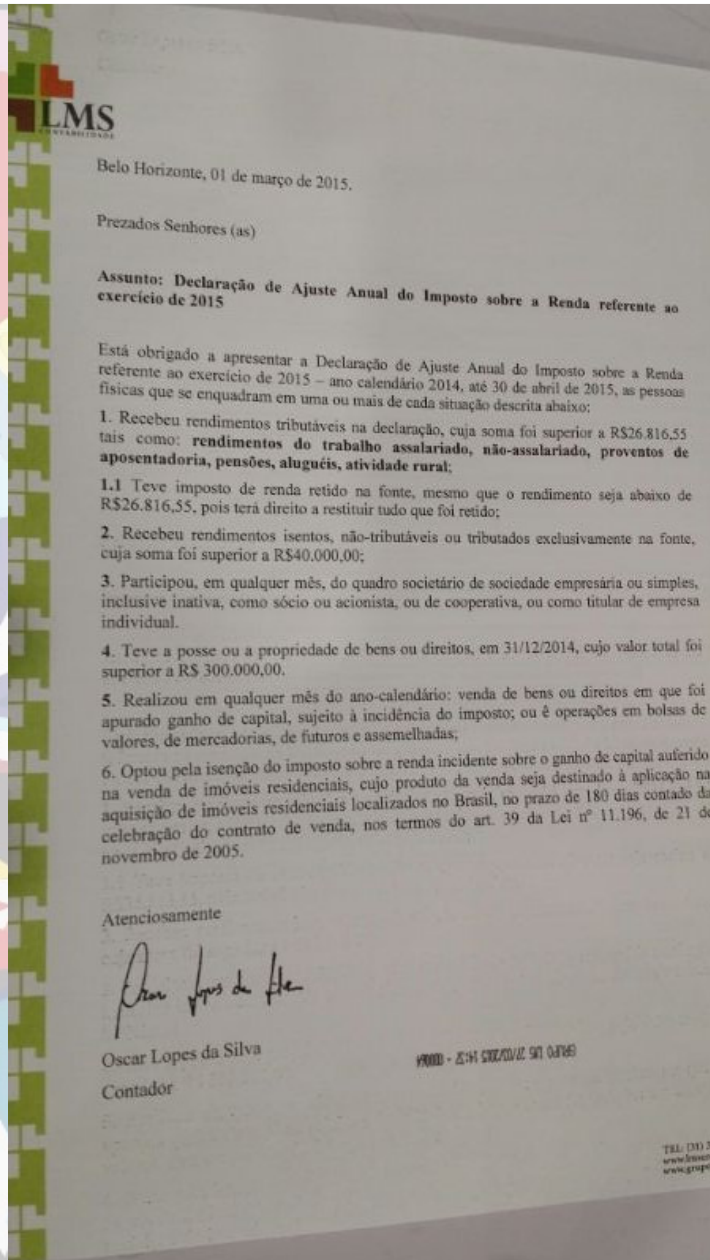 LMS
CONTABILIDADE
Belo Horizonte, 01 de março de 2015.
Prezados Senhores (as)
Assunto: Declaração de Ajuste Anual do Imposto sobre a Renda referente ao
exercício de 2015
Está obrigado a apresentar a Declaração de Ajuste Anual do Imposto sobre a Renda
referente ao exercício de 2015 – ano calendário 2014, até 30 de abril de 2015, as pessoas
físicas que se enquadram em uma ou mais de cada situação descrita abaixo:
1. Recebeu rendimentos tributáveis na declaração, cuja soma foi superior a R$26.816,55
tais como: rendimentos do trabalho assalariado, não-assalariado, proventos de
aposentadoria, pensões, aluguéis, atividade rural;
1.1 Teve imposto de renda retido na fonte, mesmo que o rendimento seja abaixo de
R$26.816,55, pois terá direito a restituir tudo que foi retido;
2. Recebeu rendimentos isentos, não-tributáveis ou tributados exclusivamente na fonte,
cuja soma foi superior a R$40.000,00;
3. Participou, em qualquer mês, do quadro societário de sociedade empresária ou simples,
inclusive inativa, como sócio ou acionista, ou de cooperativa, ou como titular de empresa
individual.
4. Teve a posse ou a propriedade de bens ou direitos, em 31/12/2014, cujo valor total foi
superior a R$ 300.000,00.
5. Realizou em qualquer mês do ano-calendário: venda de bens ou direitos em que foi
apurado ganho de capital, sujeito à incidência do imposto; ou ê operações em bolsas de
valores, de mercadorias, de futuros e assemelhadas;
6. Optou pela isenção do imposto sobre a renda incidente sobre o ganho de capital auferido
na venda de imóveis residenciais, cujo produto da venda seja destinado à aplicação na
aquisição de imóveis residenciais localizados no Brasil, no prazo de 180 dias contado da
celebração do contrato de venda, nos termos do art. 39 da Lei nº 11.196, de 21 de
novembro de 2005.
Atenciosamente
Oscar Lopes da Silva
Contador
TEL: (31)